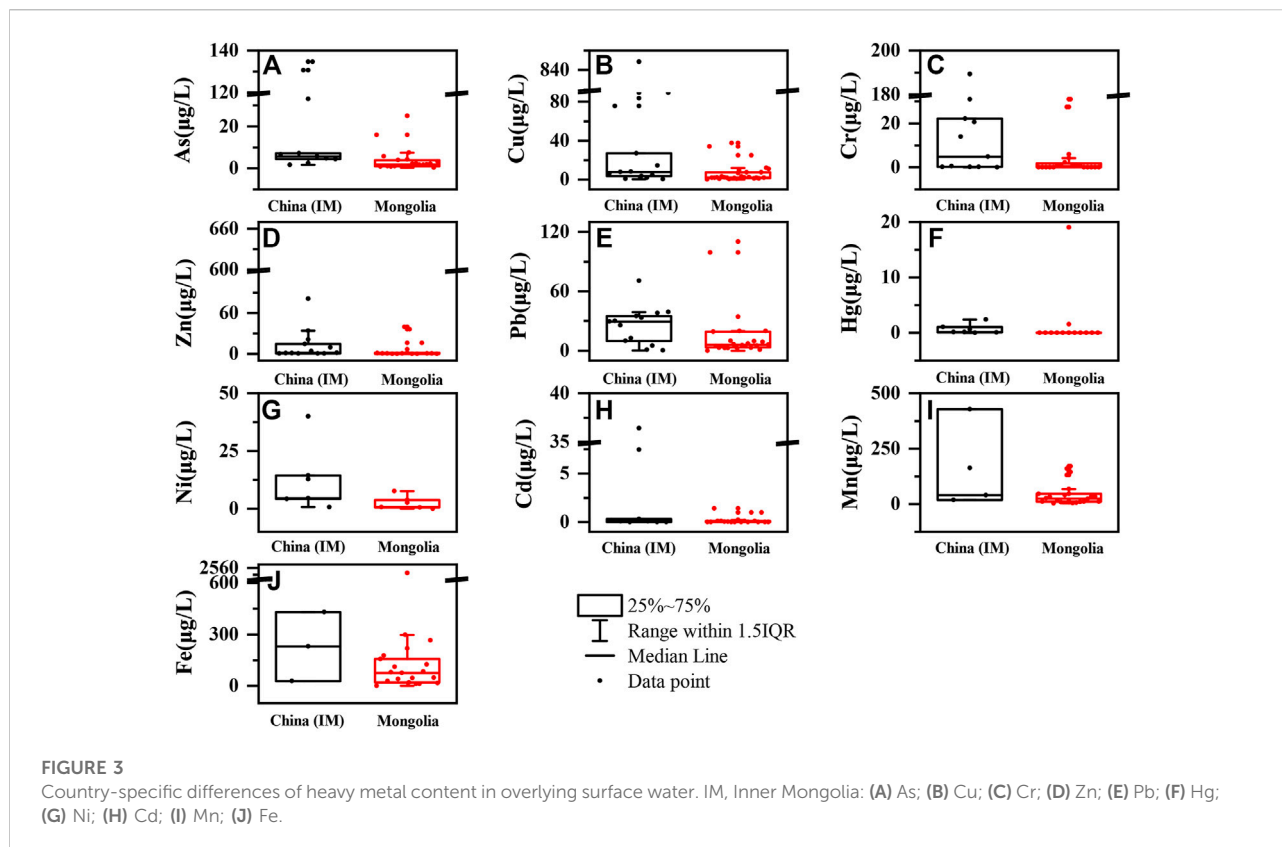 140
120
20
0
As(µg/L)
A
China (IM)
Mongolia
840
80
40
0
Cu(µg/L)
B
China (IM)
Mongolia
200
180
20
0
Cr(µg/L)
C
China (IM)
Mongolia
660
600
60
0
Zn(µg/L)
D
China (IM)
Mongolia
120
60
0
Pb(µg/L)
E
China (IM)
Mongolia
20
10
0
Hg(µg/L)
F
China (IM)
Mongolia
50
25
0
Ni(µg/L)
G
China (IM)
Mongolia
40
35
5
0
Cd(µg/L)
H
China (IM)
Mongolia
500
250
0
Mn(µg/L)
I
China (IM)
Mongolia
2560
600
300
0
Fe(µg/L)
J
China (IM)
Mongolia
25%~75%
Range within 1.5IQR
Median Line
Data point
FIGURE 3
Country-specific differences of heavy metal content in overlying surface water. IM, Inner Mongolia: (A) As; (B) Cu; (C) Cr; (D) Zn; (E) Pb; (F) Hg;
(G) Ni; (H) Cd; (I) Mn; (J) Fe.